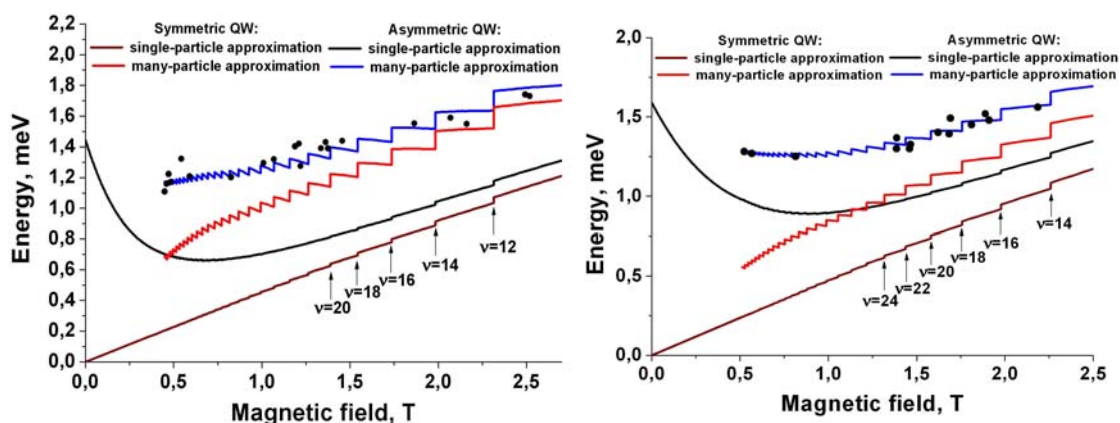 Symmetric QW: Asymmetric QW:
single-particle approximation single-particle approximation
many-particle approximation many-particle approximation
2,2
2,0
1,8
1,6
1,4
1,2
1,0
0,8
0,6
0,4
0,2
0,0
Energy, meV
ν=12
ν=14
ν=16
ν=18
ν=20
0,0 0,5 1,0 1,5 2,0 2,5
Magnetic field, T
Symmetric QW: Asymmetric QW:
single-particle approximation single-particle approximation
many-particle approximation many-particle approximation
2,0
1,5
1,0
0,5
0,0
Energy, meV
ν=14
ν=16
ν=18
ν=20
ν=22
ν=24
0,0 0,5 1,0 1,5 2,0 2,5
Magnetic field, T